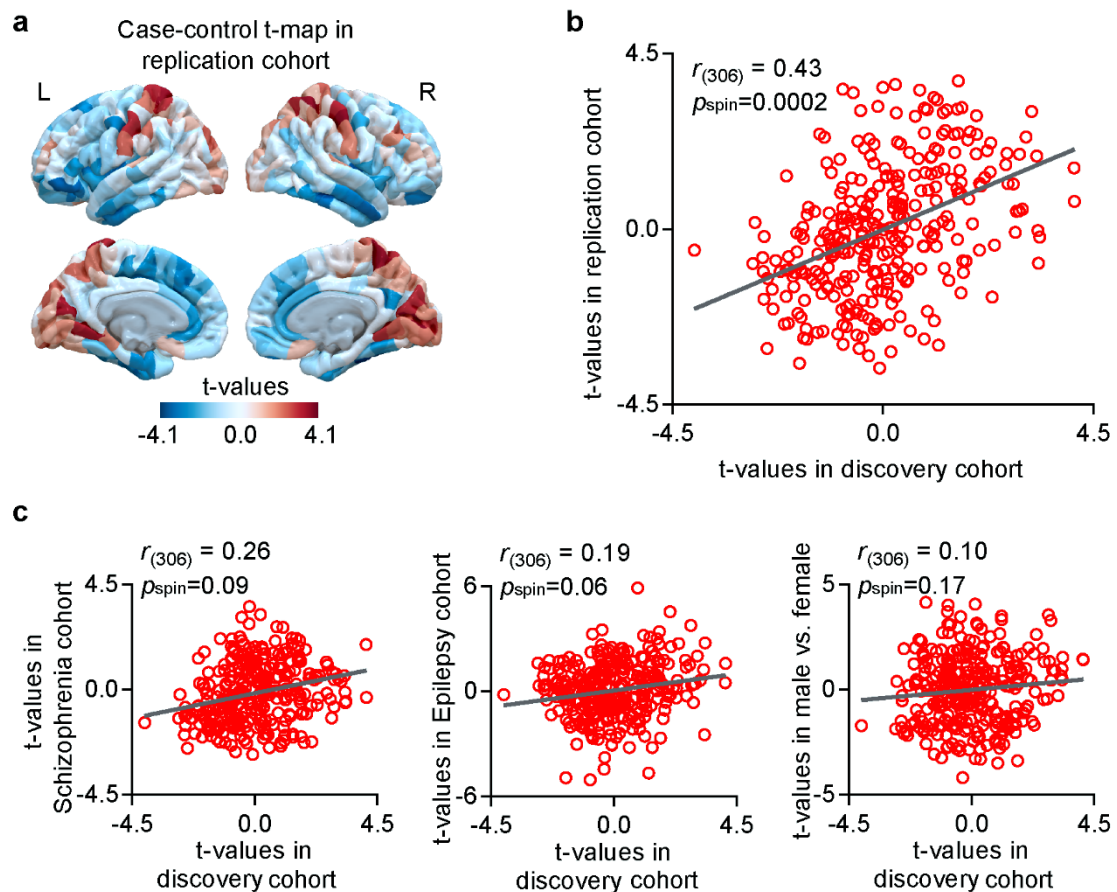 a
Case-control t-map in
replication cohort
L
R
t-values
-4.1
0.0
4.1
b
4.5
r(306) = 0.43
pspin=0.0002
t-values in replication cohort
0.0
-4.5
-4.5
0.0
4.5
t-values in discovery cohort
c
r(306) = 0.26
pspin=0.09
4.5
t-values in
Schizophrenia cohort
0.0
-4.5
-4.5
0.0
4.5
t-values in
discovery cohort
r(306) = 0.19
pspin=0.06
6
t-values in Epilepsy cohort
0
-6
-4.5
0.0
4.5
t-values in
discovery cohort
r(306) = 0.10
pspin=0.17
5
t-values in male vs. female
0
-5
-4.5
0.0
4.5
t-values in
discovery cohort